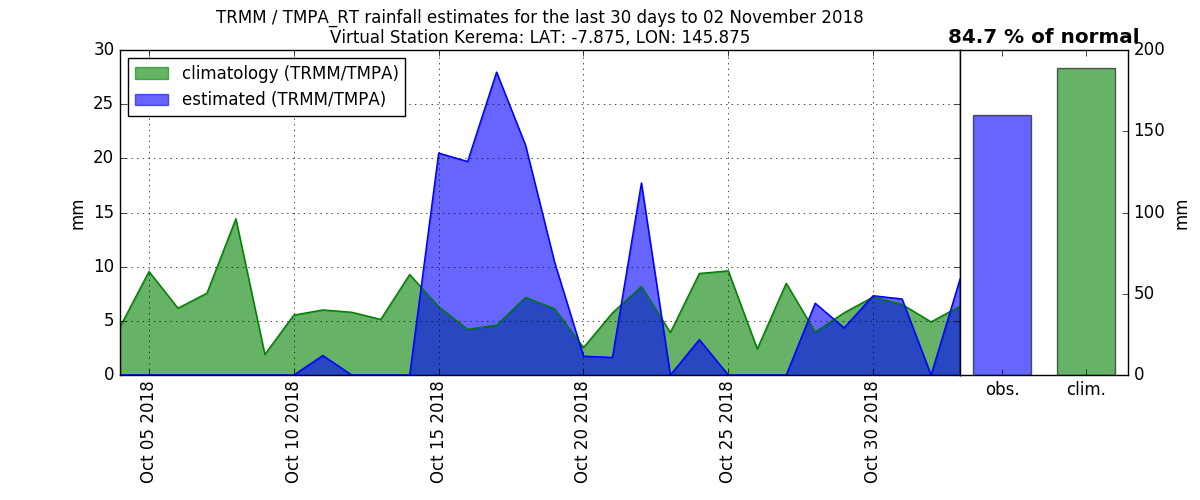 TRMM / TMPA_RT rainfall estimates for the last 30 days to 02 November 2018
Virtual Station Kerema: LAT: -7.875, LON: 145.875
84.7 % of normal
climatology (TRMM/TMPA)
estimated (TRMM/TMPA)
30
25
20
15
10
5
0
mm
200
150
100
50
0
mm
obs.
clim.
Oct 05 2018
Oct 10 2018
Oct 15 2018
Oct 20 2018
Oct 25 2018
Oct 30 2018